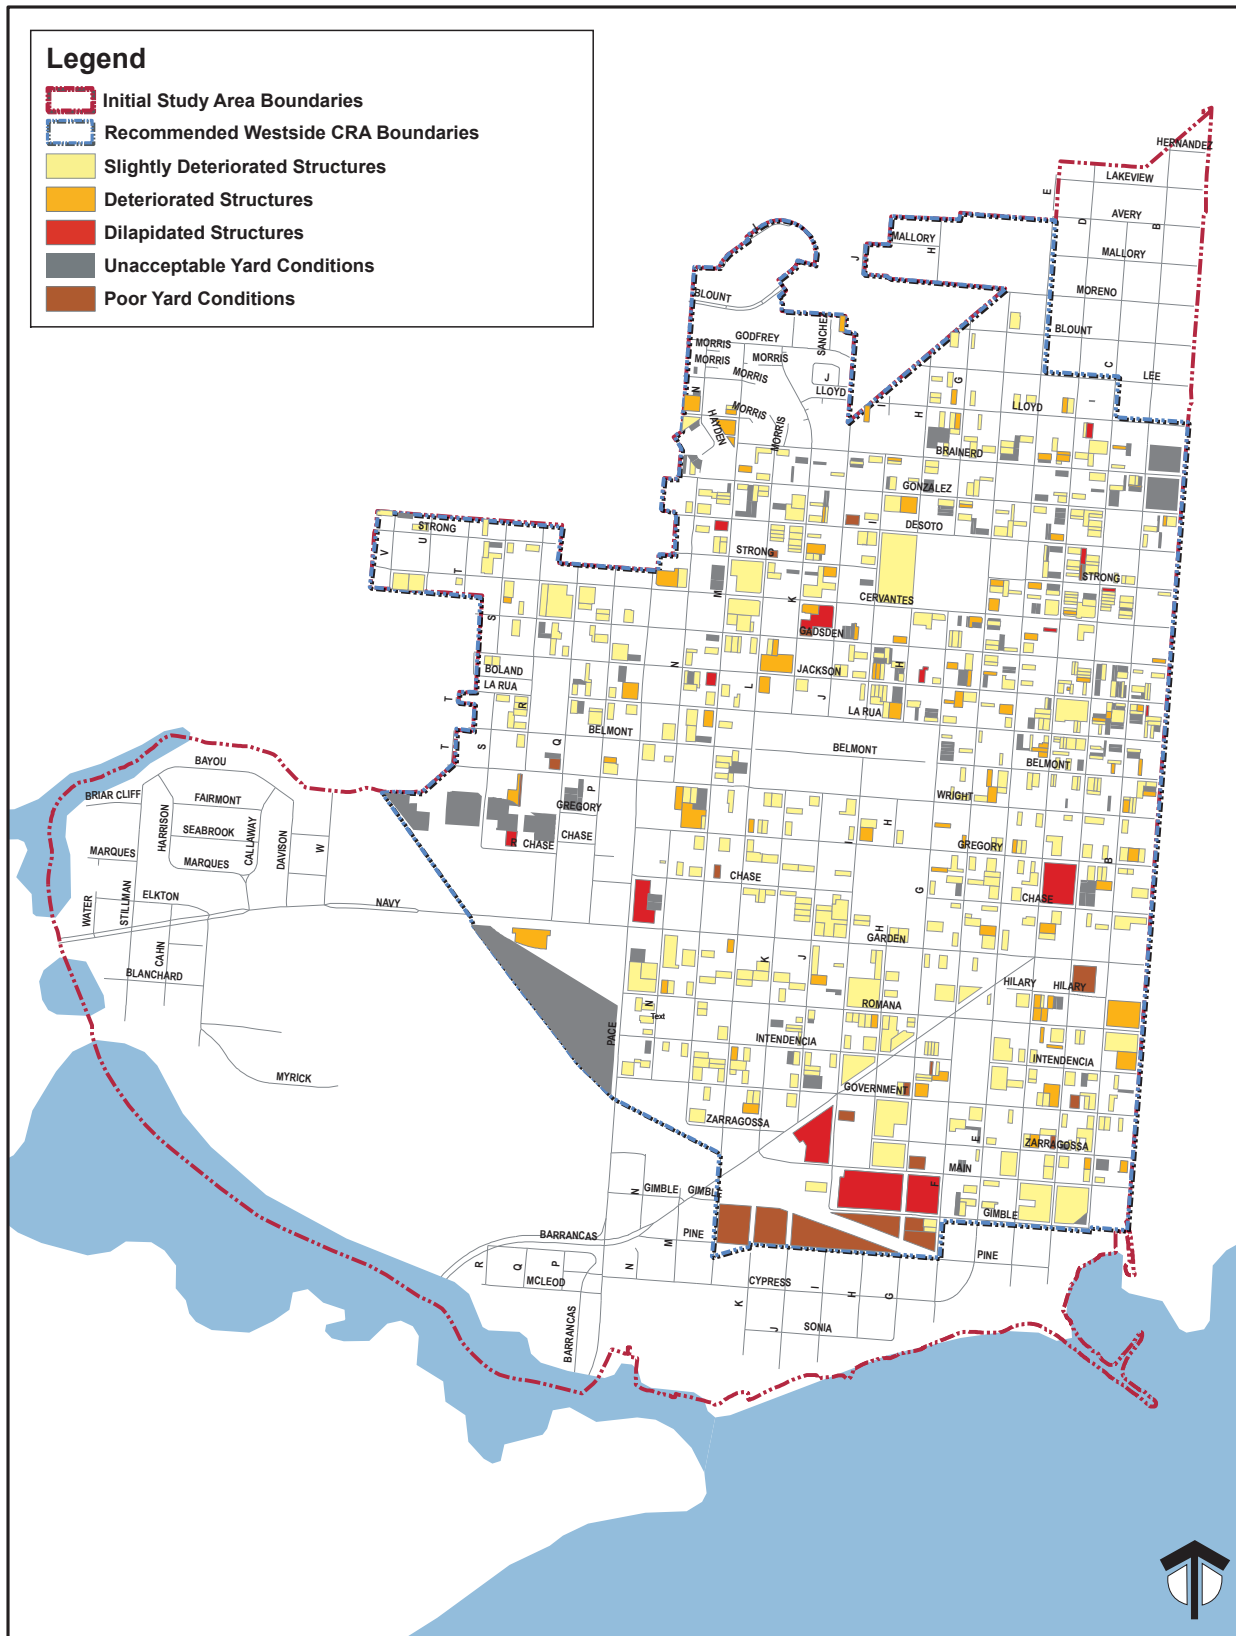 Legend
Initial Study Area Boundaries
Recommended Westside CRA Boundaries
Slightly Deteriorated Structures
Deteriorated Structures
Dilapidated Structures
Unacceptable Yard Conditions
Poor Yard Conditions
HERNANDEZ
LAKEVIEW
E
AVERY
D
B
MALLORY
H
J
MALLORY
MORENO
BLOUNT
BLOUNT
GODFREY
SANCHEZ
MORRIS
MORRIS
MORRIS
MORRIS
J
LLOYD
C
LEE
N
HAYDEN
MORRIS
MORRIS
I
H
G
LLOYD
I
BRAINERD
GONZALEZ
DESOTO
I
STRONG
V
U
T
STRONG
STRONG
M
K
CERVANTES
S
GADSDEN
BOLAND
N
JACKSON
H
LA RUA
R
L
J
LA RUA
T
BELMONT
BELMONT
BELMONT
T
S
Q
BAYOU
P
GREGORY
WRIGHT
BRIAR CLIFF
HARRISON
FAIRMONT
SEABROOK
CALLAWAY
DAVISON
W
MARQUES
MARQUES
CHASE
R
CHASE
I
H
GREGORY
B
WATER
STILLMAN
ELKTON
NAVY
CHASE
G
CHASE
CAHN
BLANCHARD
H
GARDEN
K
J
HILARY
HILARY
N
ROMANA
Text
PACE
INTENDENCIA
INTENDENCIA
MYRICK
GOVERNMENT
ZARRAGOSSA
E
ZARRAGOSSA
MAIN
F
N
GIMBLE
GIMBLE
GIMBLE
BARRANCAS
M
PINE
PINE
R
Q
P
N
MCLEOD
CYPRESS
I
H
G
K
J
SONIA
BARRANCAS